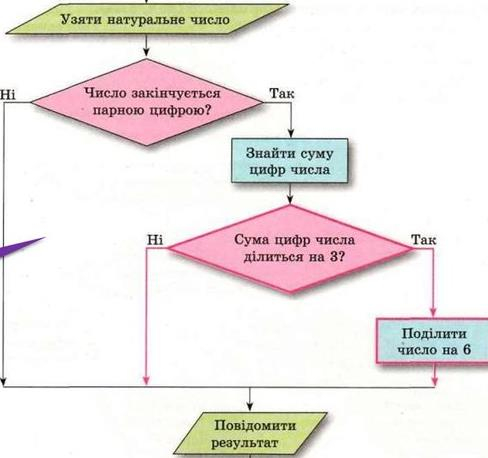 Узяти натуральне число
Число закінчується
парною цифрою?
Ні
Так
Знайти суму
цифр числа
Сума цифр числа
ділиться на 3?
Ні
Так
Поділити
число на 6
Повідомити
результат